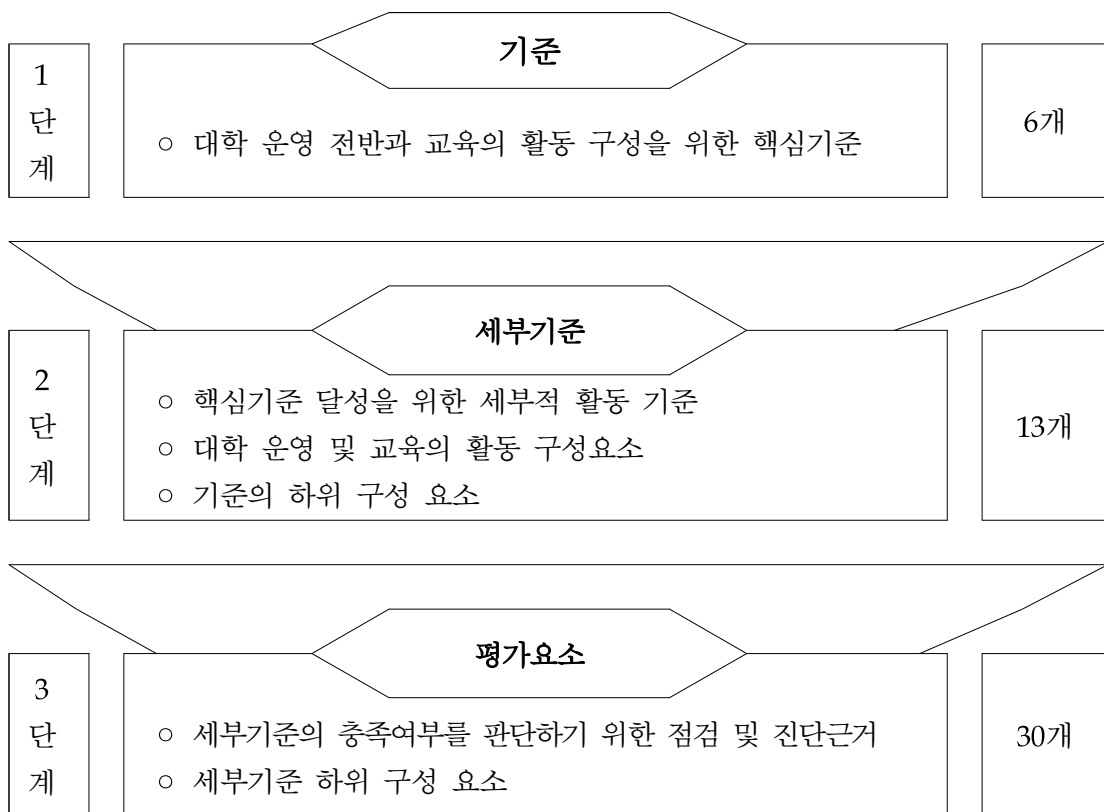 기준
1
단
계
○ 대학 운영 전반과 교육의 활동 구성을 위한 핵심기준
6개
세부기준
2
단
계
○ 핵심기준 달성을 위한 세부적 활동 기준
○ 대학 운영 및 교육의 활동 구성요소
○ 기준의 하위 구성 요소
13개
평가요소
3
단
계
○ 세부기준의 충족여부를 판단하기 위한 점검 및 진단근거
○ 세부기준 하위 구성 요소
30개